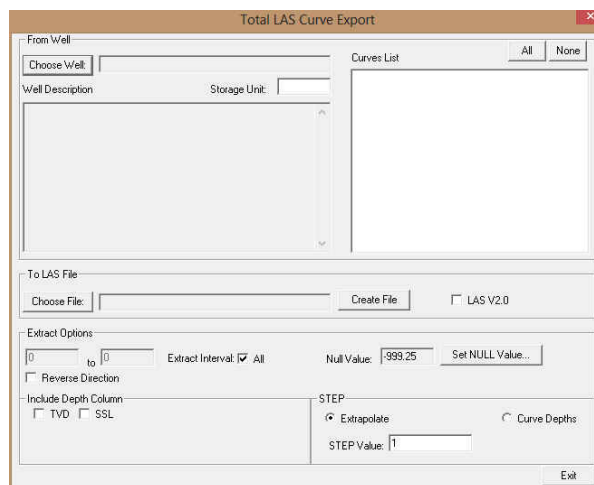 Total LAS Curve Export
From Well
Choose Well:
Well Description
Storage Unit:
Curves List
All None
To LAS File
Choose File:
Create File
LAS V2.0
Extract Options
0 to 0
Extract Interval: All
Null Value: -999.25
Set NULL Value...
Reverse Direction
Include Depth Column
TVD SSL
STEP
Extrapolate
Curve Depths
STEP Value: 1
Exit